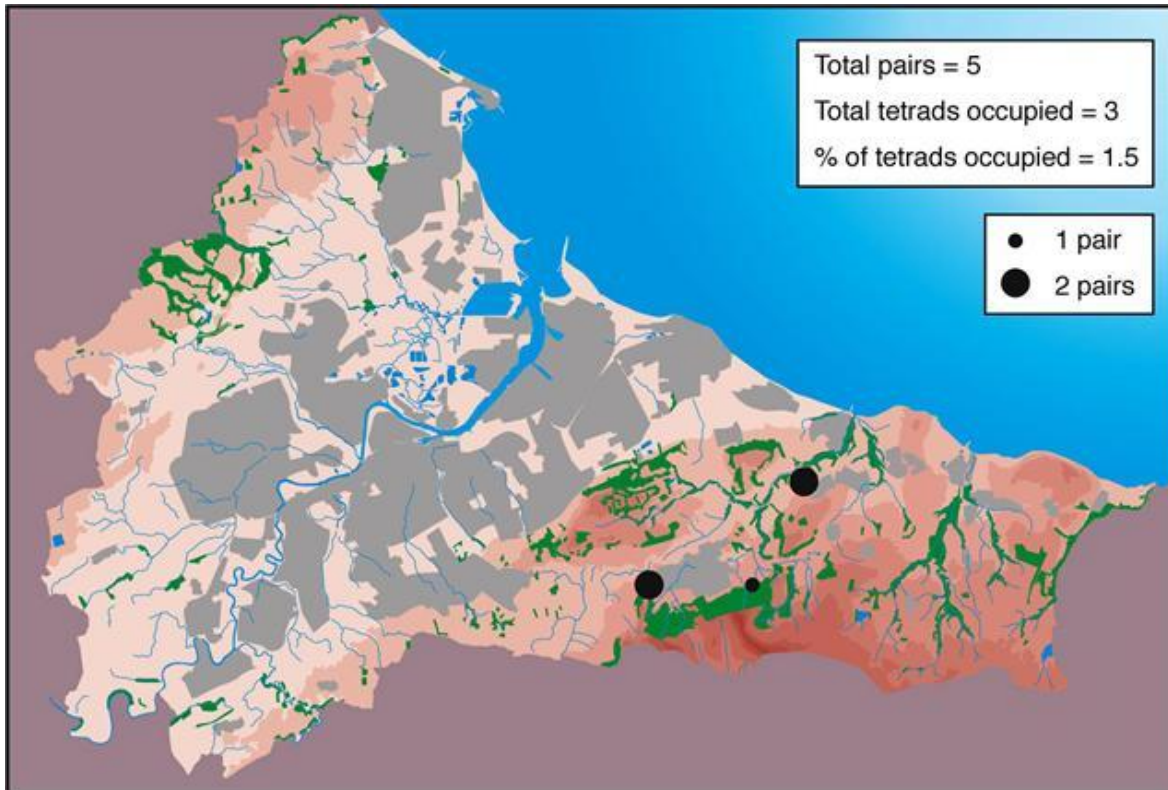 Total pairs = 5
Total tetrads occupied = 3
% of tetrads occupied = 1.5
1 pair
2 pairs